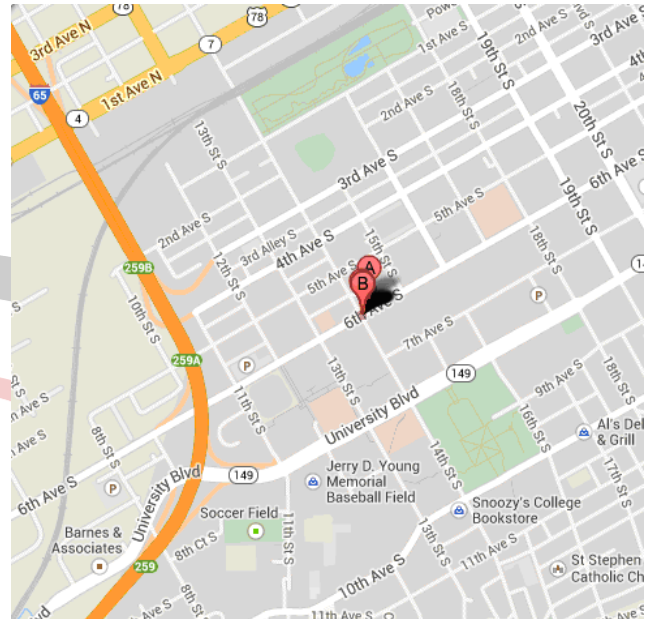 78
78
3rd Ave N
7
1st Ave N
65
4
1st Ave S
19th St S
2nd Ave S
3rd Ave S
4th
2nd Ave S
18th St S
20th St S
13th St S
3rd Ave S
6th Ave S
5th Ave S
19th St S
2nd Ave S
3rd Alley S
4th Ave S
15th St S
12th St S
5th Ave S
A
B
18th St S
259B
10th St S
6th Ave S
P
7th Ave S
259A
P
13th St S
149
11th St S
University Blvd
9th Ave S
18th St S
8th St S
14th St S
16th St S
Al's Del
& Grill
6th Ave S
P
University Blvd
149
Jerry D. Young
Memorial
Baseball Field
Snoozy's College
Bookstore
17th St S
Soccer Field
11th St S
13th St S
Barnes &
Associates
8th Ct S
11th Ave S
St Stephen
Catholic Ch
259
8th St S
10th Ave S
11th Ave S